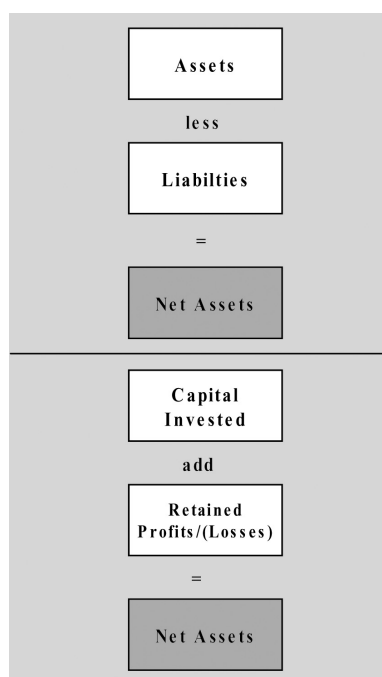 Assets
less
Liabilties
=
Net Assets
Capital
Invested
add
Retained
Profits/(Losses)
=
Net Assets